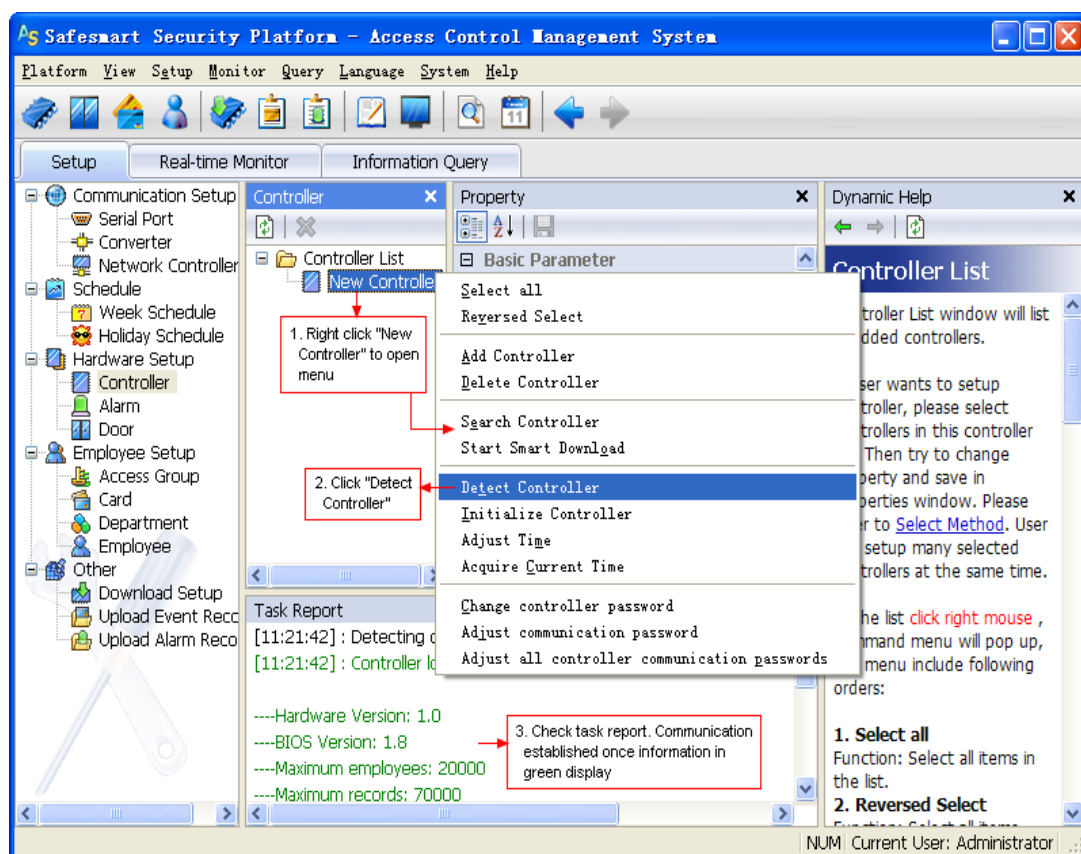 AS Safesmart Security Platform - Access Control Management System
Platform View Setup Monitor Query Language System Help
11
Setup Real-time Monitor Information Query
Communication Setup
Serial Port
Converter
Network Controller
Schedule
7
Week Schedule
Holiday Schedule
Hardware Setup
Controller
Alarm
Door
Employee Setup
Access Group
Card
Department
Employee
Other
Download Setup
Upload Event Reco
Upload Alarm Reco
Controller
Controller List
New Controlle
1. Right click "New
Controller" to open
menu
2. Click "Detect
Controller"
Property
A
Z
Basic Parameter
Select all
Reversed Select
Add Controller
Delete Controller
Search Controller
Start Smart Download
Detect Controller
Initialize Controller
Adjust Time
Acquire Current Time
Change controller password
Adjust communication password
Adjust all controller communication passwords
Task Report
[11:21:42] : Detecting
[11:21:42] : Controller
----Hardware Version: 1.0
----BIOS Version: 1.8
----Maximum employees: 20000
----Maximum records: 70000
3. Check task report. Communication
established once information in
green display
Dynamic Help
Controller List
troller List window will list
dded controllers.
ser wants to setup
troller, please select
trollers in this controller
Then try to change
perty and save in
perties window. Please
r to Select Method. User
setup many selected
trollers at the same time.
he list click right mouse ,
mmand menu will pop up,
menu include following
orders:
1. Select all
Function: Select all items in
the list.
2. Reversed Select
NUM Current User: Administrator